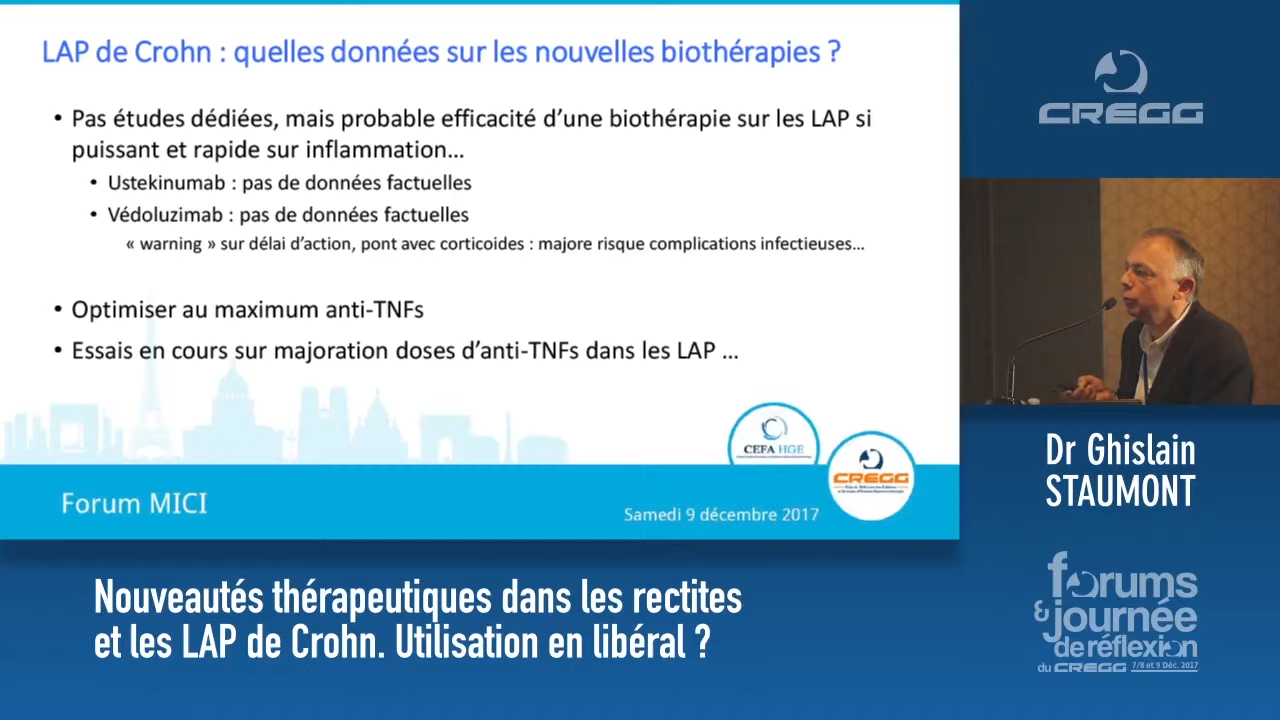 LAP de Crohn : quelles données sur les nouvelles biothérapies ?
• Pas études dédiées, mais probable efficacité d’une biothérapie sur les LAP si
puissant et rapide sur inflammation…
• Ustekinumab : pas de données factuelles
• Védoluzimab : pas de données factuelles
« warning » sur délai d’action, pont avec corticoides : majore risque complications infectieuses…
• Optimiser au maximum anti-TNFs
• Essais en cours sur majoration doses d’anti-TNFs dans les LAP …
CEFA HGE
CREGG
Forum MICI
Samedi 9 décembre 2017
CREGG
Dr Ghislain
STAUMONT
Nouveautés thérapeutiques dans les rectites
et les LAP de Crohn. Utilisation en libéral ?
forums
& journée
de réflexion
du CREGG 7/8 et 9 Déc. 2017